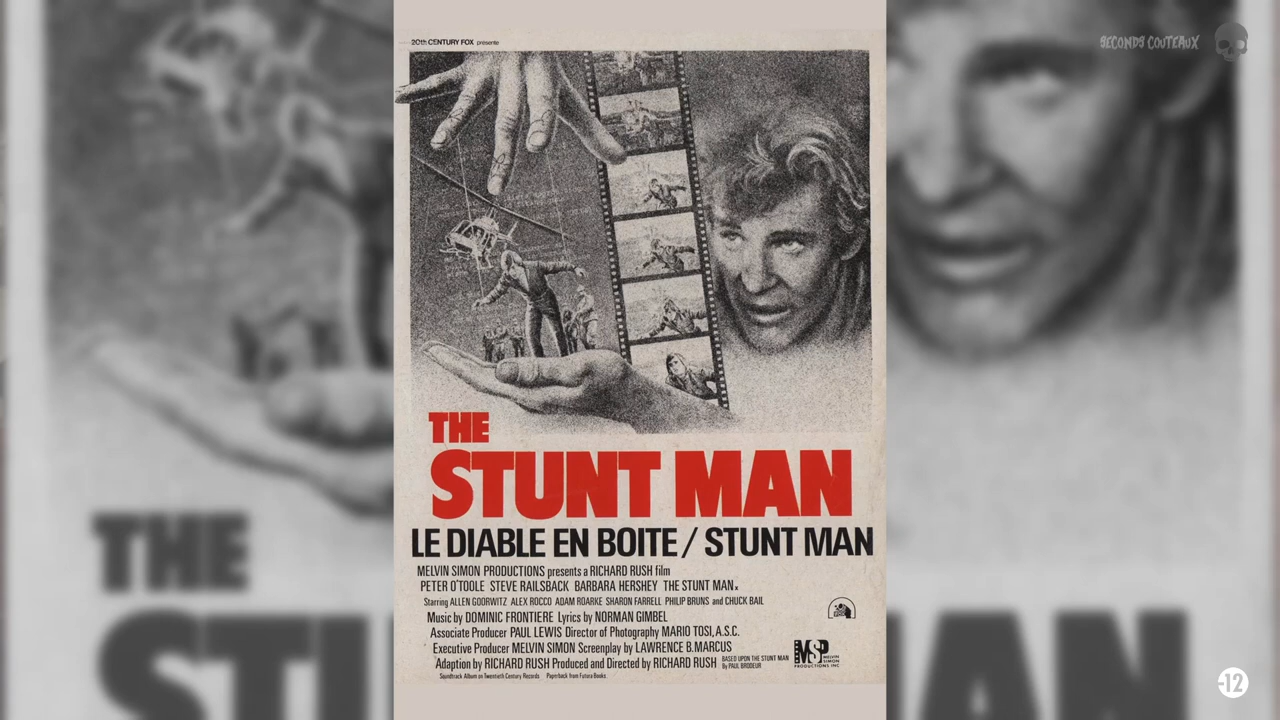 20th CENTURY FOX presente
SECONDS COUTEAUX
THE
STUNT MAN
LE DIABLE EN BOITE / STUNT MAN
MELVIN SIMON PRODUCTIONS presents a RICHARD RUSH film
PETER O'TOOLE STEVE RAILSBACK BARBARA HERSHEY THE STUNT MAN
Starring ALLEN GOORWITZ ALEX ROCCO ADAM ROARKE SHARON FARRELL PHILIP BRUNS and CHUCK BAIL
Music by DOMINIC FRONTIERE Lyrics by NORMAN GIMBEL
Associate Producer PAUL LEWIS Director of Photography MARIO TOSI, A.S.C.
Executive Producer MELVIN SIMON Screenplay by LAWRENCE B. MARCUS
Adaption by RICHARD RUSH Produced and Directed by RICHARD RUSH
BASED UPON THE STUNT MAN
by PAUL BRODEUR
MSP
MELVIN
SIMON
PRODUCTIONS INC
Soundtrack Album on Twentieth Century Records Paperback from Futura Books
-12
THE